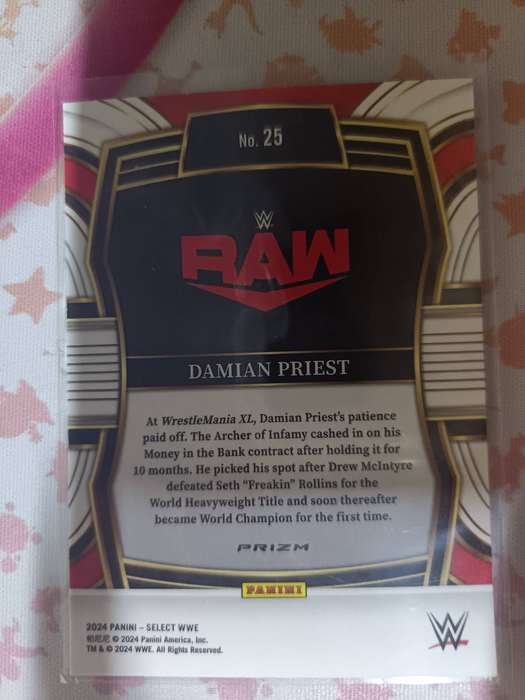 No. 25
W
RAW
DAMIAN PRIEST
At WrestleMania XL, Damian Priest's patience
paid off. The Archer of Infamy cashed in on his
Money in the Bank contract after holding it for
10 months. He picked his spot after Drew McIntyre
defeated Seth "Freakin" Rollins for the
World Heavyweight Title and soon thereafter
became World Champion for the first time.
PRIZM
PANINI
2024 PANINI – SELECT WWE
帕尼尼 © 2024 Panini America, Inc.
TM & © 2024 WWE. All Rights Reserved.
W